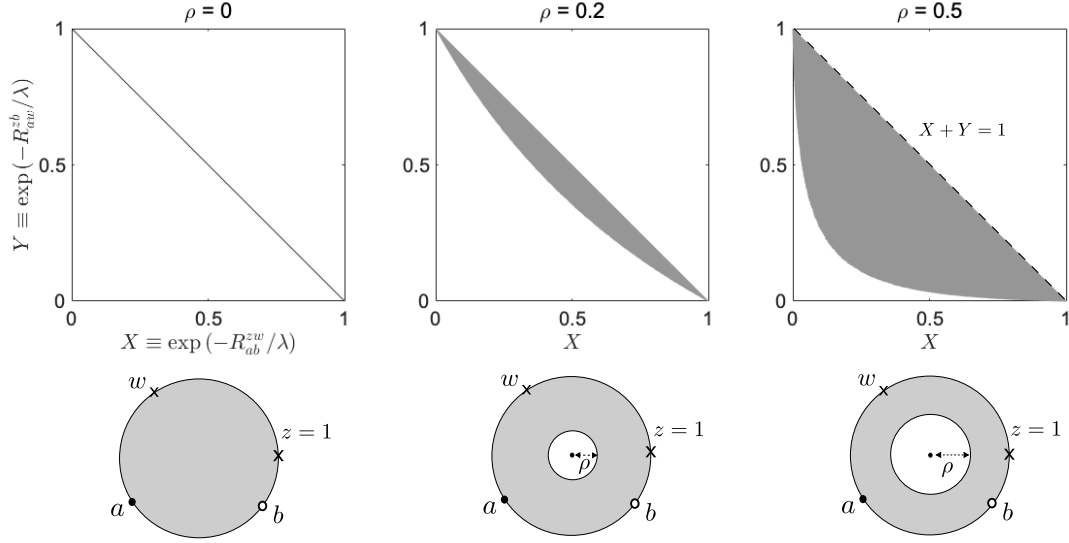 ρ = 0
1
0.5
0
0 0.5 1
Y ≡ exp (−R_{aw}^{zb}/λ)
X ≡ exp (−R_{ab}^{zw}/λ)
ρ = 0.2
1
0.5
0
0 0.5 1
X
ρ = 0.5
1
0.5
0
0 0.5 1
X + Y = 1
X
w
z = 1
a
b
w
z = 1
ρ
a
b
w
z = 1
ρ
a
b